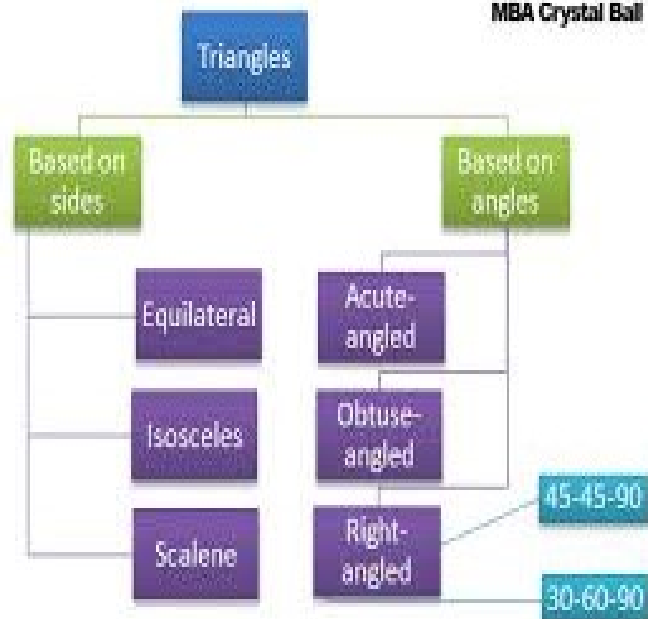 MBA Crystal Ball
Triangles
Based on
sides
Based on
angles
Equilateral
Isosceles
Scalene
Acute-
angled
Obtuse-
angled
Right-
angled
45-45-90
30-60-90